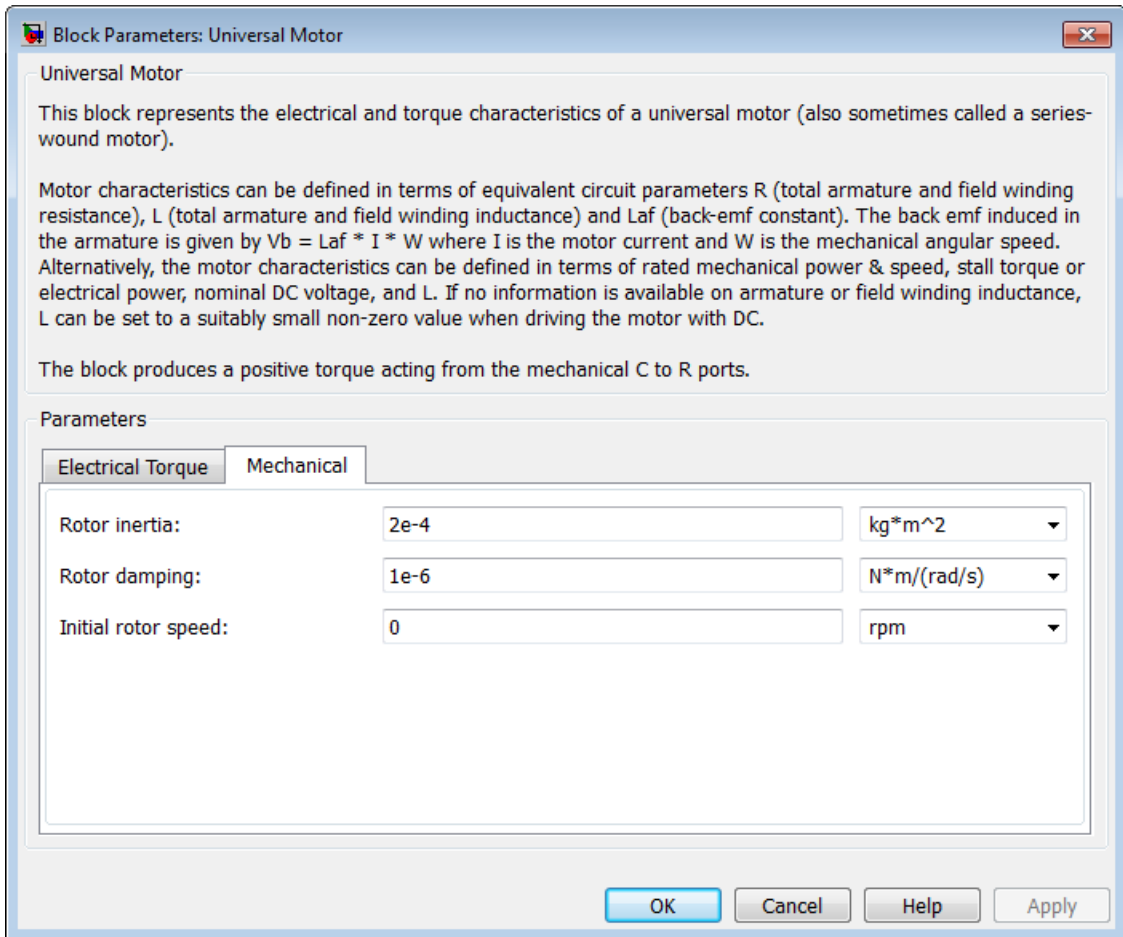 Block Parameters: Universal Motor
Universal Motor
This block represents the electrical and torque characteristics of a universal motor (also sometimes called a series-
wound motor).
Motor characteristics can be defined in terms of equivalent circuit parameters R (total armature and field winding
resistance), L (total armature and field winding inductance) and Laf (back-emf constant). The back emf induced in
the armature is given by Vb = Laf * I * W where I is the motor current and W is the mechanical angular speed.
Alternatively, the motor characteristics can be defined in terms of rated mechanical power & speed, stall torque or
electrical power, nominal DC voltage, and L. If no information is available on armature or field winding inductance,
L can be set to a suitably small non-zero value when driving the motor with DC.
The block produces a positive torque acting from the mechanical C to R ports.
Parameters
Electrical Torque Mechanical
Rotor inertia: 2e-4 kg*m^2
Rotor damping: 1e-6 N*m/(rad/s)
Initial rotor speed: 0 rpm
OK Cancel Help Apply